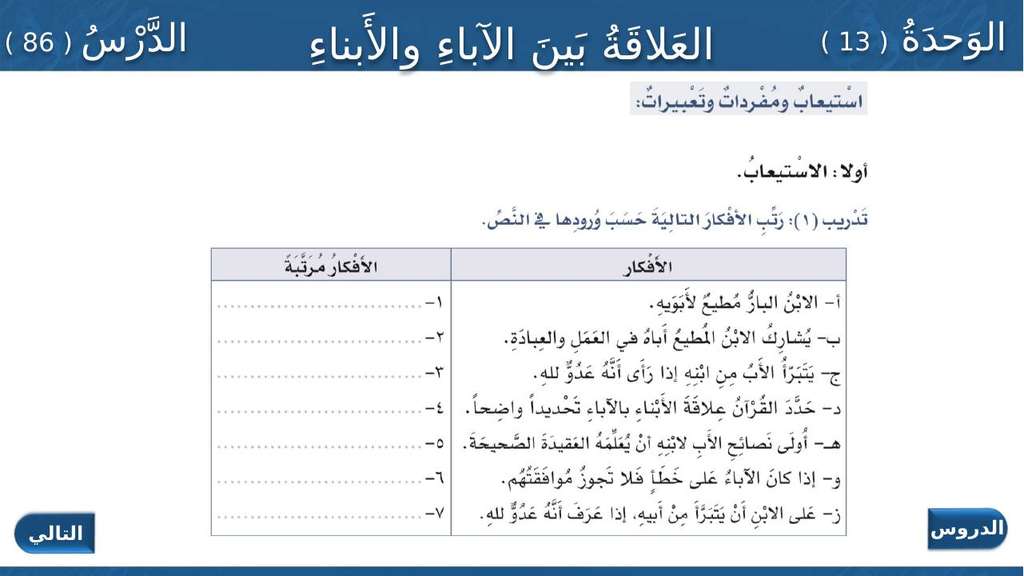 الوَحدَةُ ( 13 )
العَلاقَةُ بَينَ الآباءِ والأَبناءِ
الدَّرْسُ ( 86 )
اسْتيعابٌ ومُفْرداتٌ وتَعْبيراتٌ:
أولا: الاسْتيعابُ.
تَدْريب (١): رَتِّبِ الأفْكارَ التالِيَةَ حَسَبَ وُرودِها في النَّصِّ.
الأَفْكار
الأَفْكارُ مُرَتَّبَةً
أ- الابْنُ البارُّ مُطيعٌ لأَبَوَيهِ.
١- ................................
ب- يُشارِكُ الابْنُ المُطيعُ أَباهُ في العَمَلِ والعِبادَةِ.
٢- ................................
ج- يَتَبَرَّأُ الأَبُ مِنِ ابْنِهِ إذا رَأى أَنَّهُ عَدُوٌّ للهِ.
٣- ................................
د- حَدَّدَ القُرْآنُ عِلاقَةَ الأَبْناءِ بالآباءِ تَحْديداً واضِحاً.
٤- ................................
هـ- أُولَى نَصائِحِ الأَبِ لابْنِهِ أنْ يُعَلِّمَهُ العَقيدَةَ الصَّحيحَةَ.
٥- ................................
و- إذا كانَ الآباءُ عَلى خَطَأٍ فَلا تَجوزُ مُوافَقَتُهُم.
٦- ................................
ز- عَلى الابْنِ أَنْ يَتَبَرَّأَ مِنْ أَبيهِ، إذا عَرَفَ أَنَّهُ عَدُوٌّ للهِ.
٧- ................................
الدروس
التالي